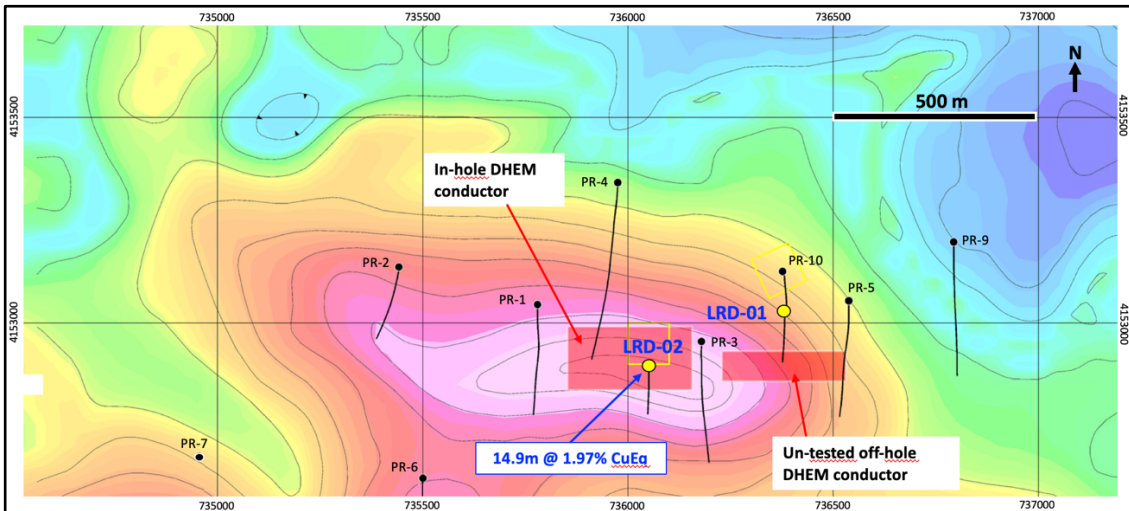 735000
735500
736000
736500
737000
N
500 m
4153500
4153500
In-hole DHEM
conductor
PR-4
PR-9
PR-2
PR-10
PR-1
PR-5
LRD-01
4153000
4153000
PR-3
LRD-02
PR-7
14.9m @ 1.97% CuEq
Un-tested off-hole
DHEM conductor
PR-6
735000
735500
736000
736500
737000